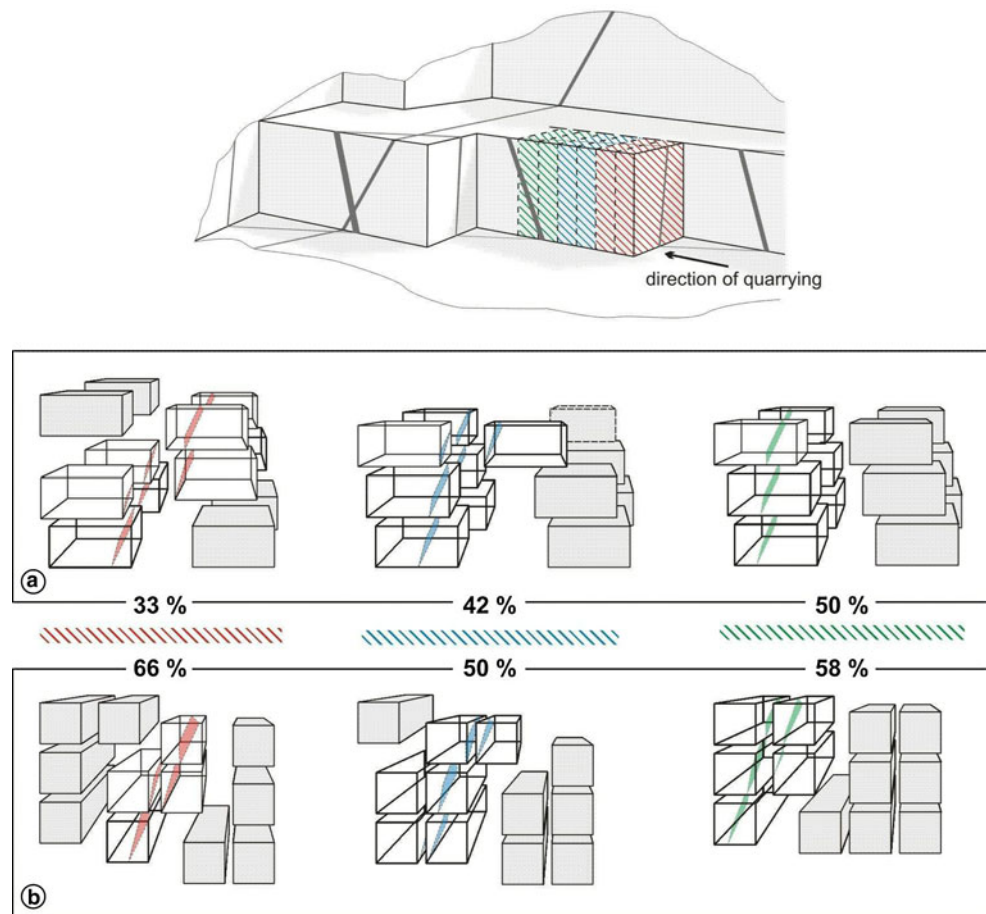 direction of quarrying
a
33 %
42 %
50 %
66 %
50 %
58 %
b